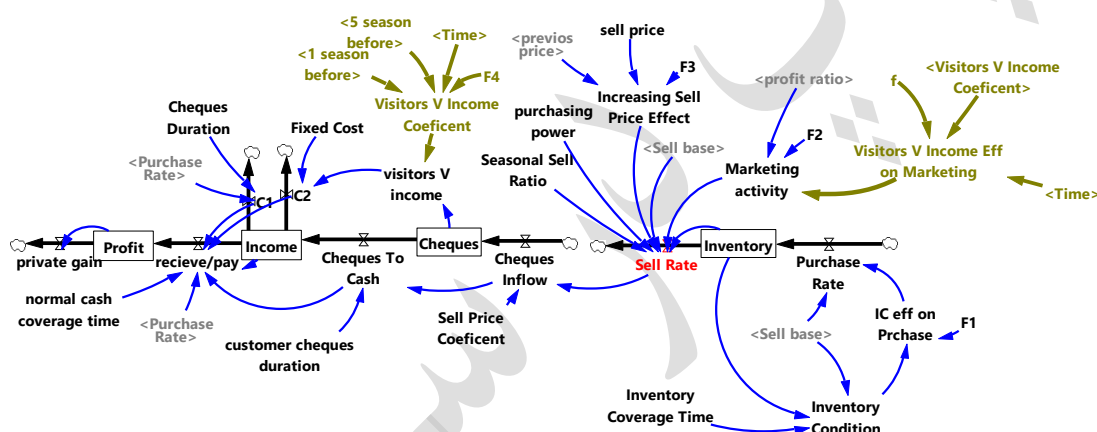 <5 season
before>
<1 season
before>
<Time>
F4
Visitors V Income
Coeficent
<previos
price>
sell price
F3
Increasing Sell
Price Effect
purchasing
power
<Sell base>
Seasonal Sell
Ratio
<profit ratio>
F2
Marketing
activity
f
<Visitors V Income
Coeficent>
Visitors V Income Eff
on Marketing
<Time>
Cheques
Duration
Fixed Cost
<Purchase
Rate>
C1
C2
visitors V
income
Profit
private gain
Income
recieve/pay
Cheques
Cheques To
Cash
Cheques
Inflow
Sell Rate
Inventory
Purchase
Rate
normal cash
coverage time
<Purchase
Rate>
customer cheques
duration
Sell Price
Coeficent
<Sell base>
IC eff on
Prchase
F1
Inventory
Coverage Time
Inventory
Condition